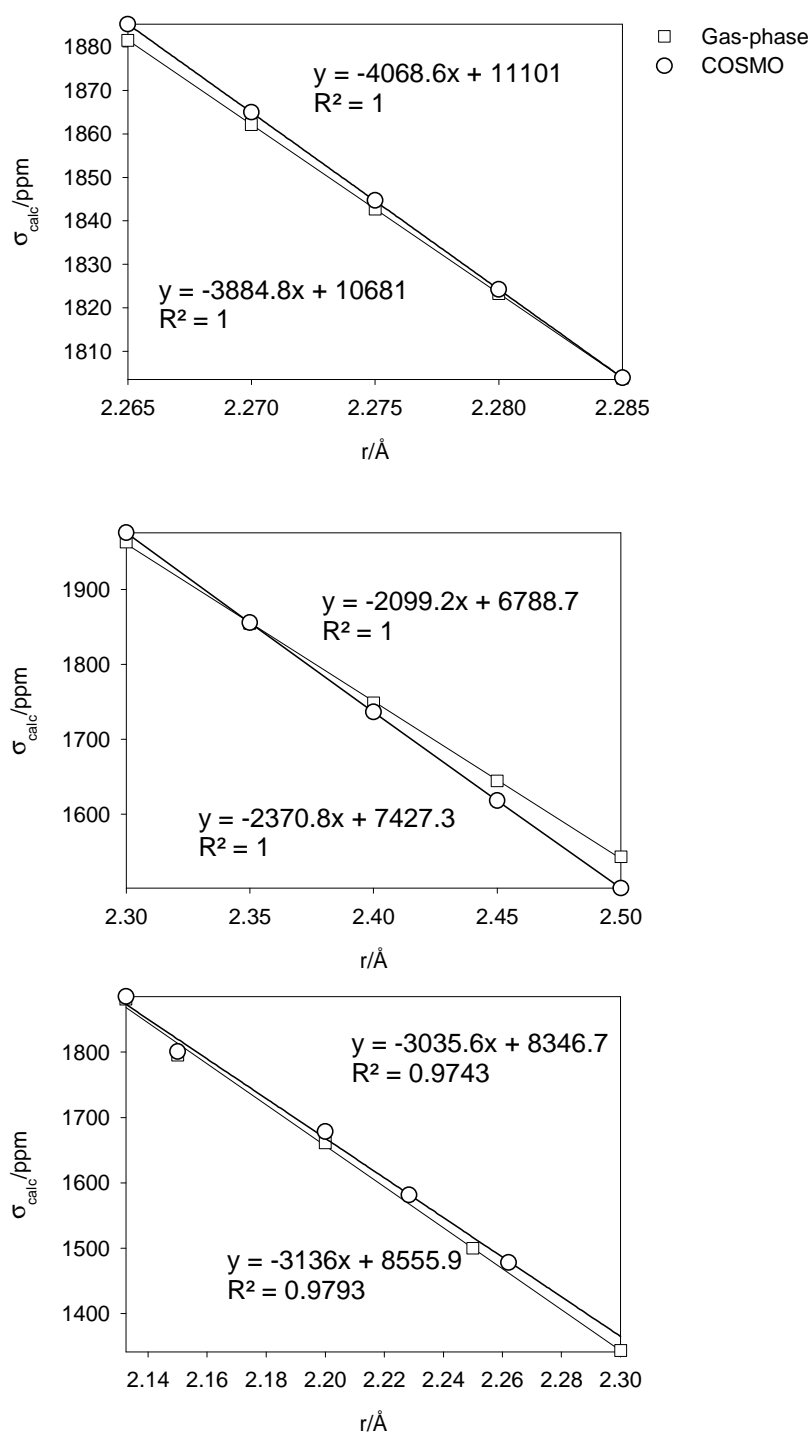 Gas-phase
COSMO
1880
1870
1860
1850
1840
1830
1820
1810
σcalc/ppm
y = -4068.6x + 11101
R² = 1
y = -3884.8x + 10681
R² = 1
2.265 2.270 2.275 2.280 2.285
r/Å
1900
1800
1700
1600
σcalc/ppm
y = -2099.2x + 6788.7
R² = 1
y = -2370.8x + 7427.3
R² = 1
2.30 2.35 2.40 2.45 2.50
r/Å
1800
1700
1600
1500
1400
σcalc/ppm
y = -3035.6x + 8346.7
R² = 0.9743
y = -3136x + 8555.9
R² = 0.9793
2.14 2.16 2.18 2.20 2.22 2.24 2.26 2.28 2.30
r/Å